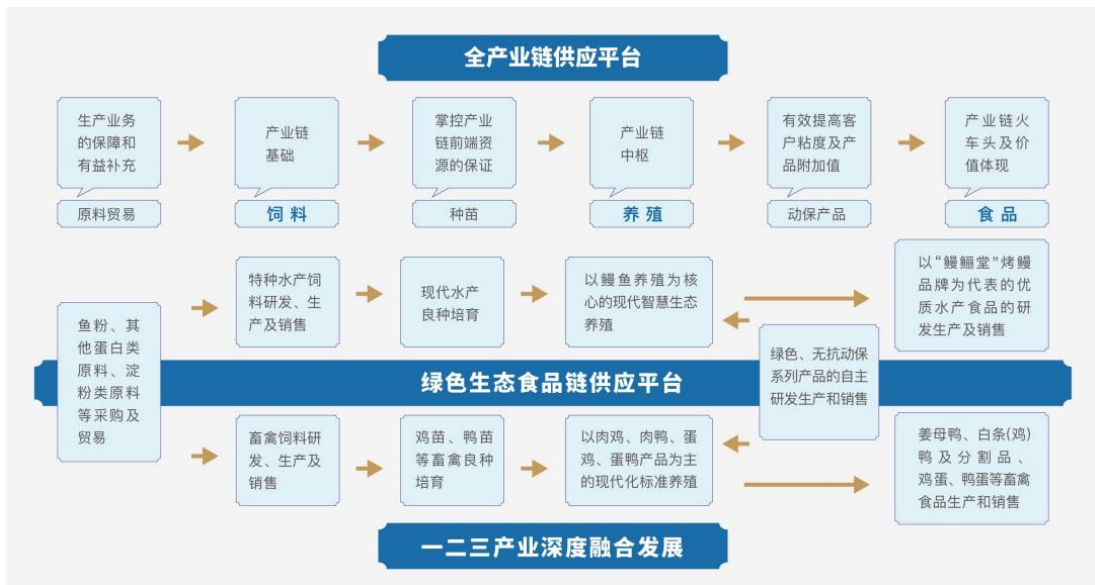 全产业链供应平台
生产业务
的保障和
有益补充
原料贸易
产业链
基础
饲料
掌控产业
链前端资
源的保证
种苗
产业链
中枢
养殖
有效提高客
户粘度及产
品附加值
动保产品
产业链火
车头及价
值体现
食品
鱼粉、其
他蛋白类
原料、淀
粉类原料
等采购及
贸易
特种水产饲
料研发、生
产及销售
现代水产
良种培育
以鳗鱼养殖为核
心的现代智慧生态
养殖
以“鳗鲡堂”烤鳗
品牌为代表的优
质水产食品的研
发生产及销售
绿色生态食品链供应平台
绿色、无抗动保
系列产品的自主
研发生产和销售
畜禽饲料研
发、生产及
销售
鸡苗、鸭苗
等畜禽良种
培育
以肉鸡、肉鸭、蛋
鸡、蛋鸭产品为主
的现代化标准养殖
姜母鸭、白条(鸡)
鸭及分割品、
鸡蛋、鸭蛋等畜禽
食品生产和销售
一二三产业深度融合发展